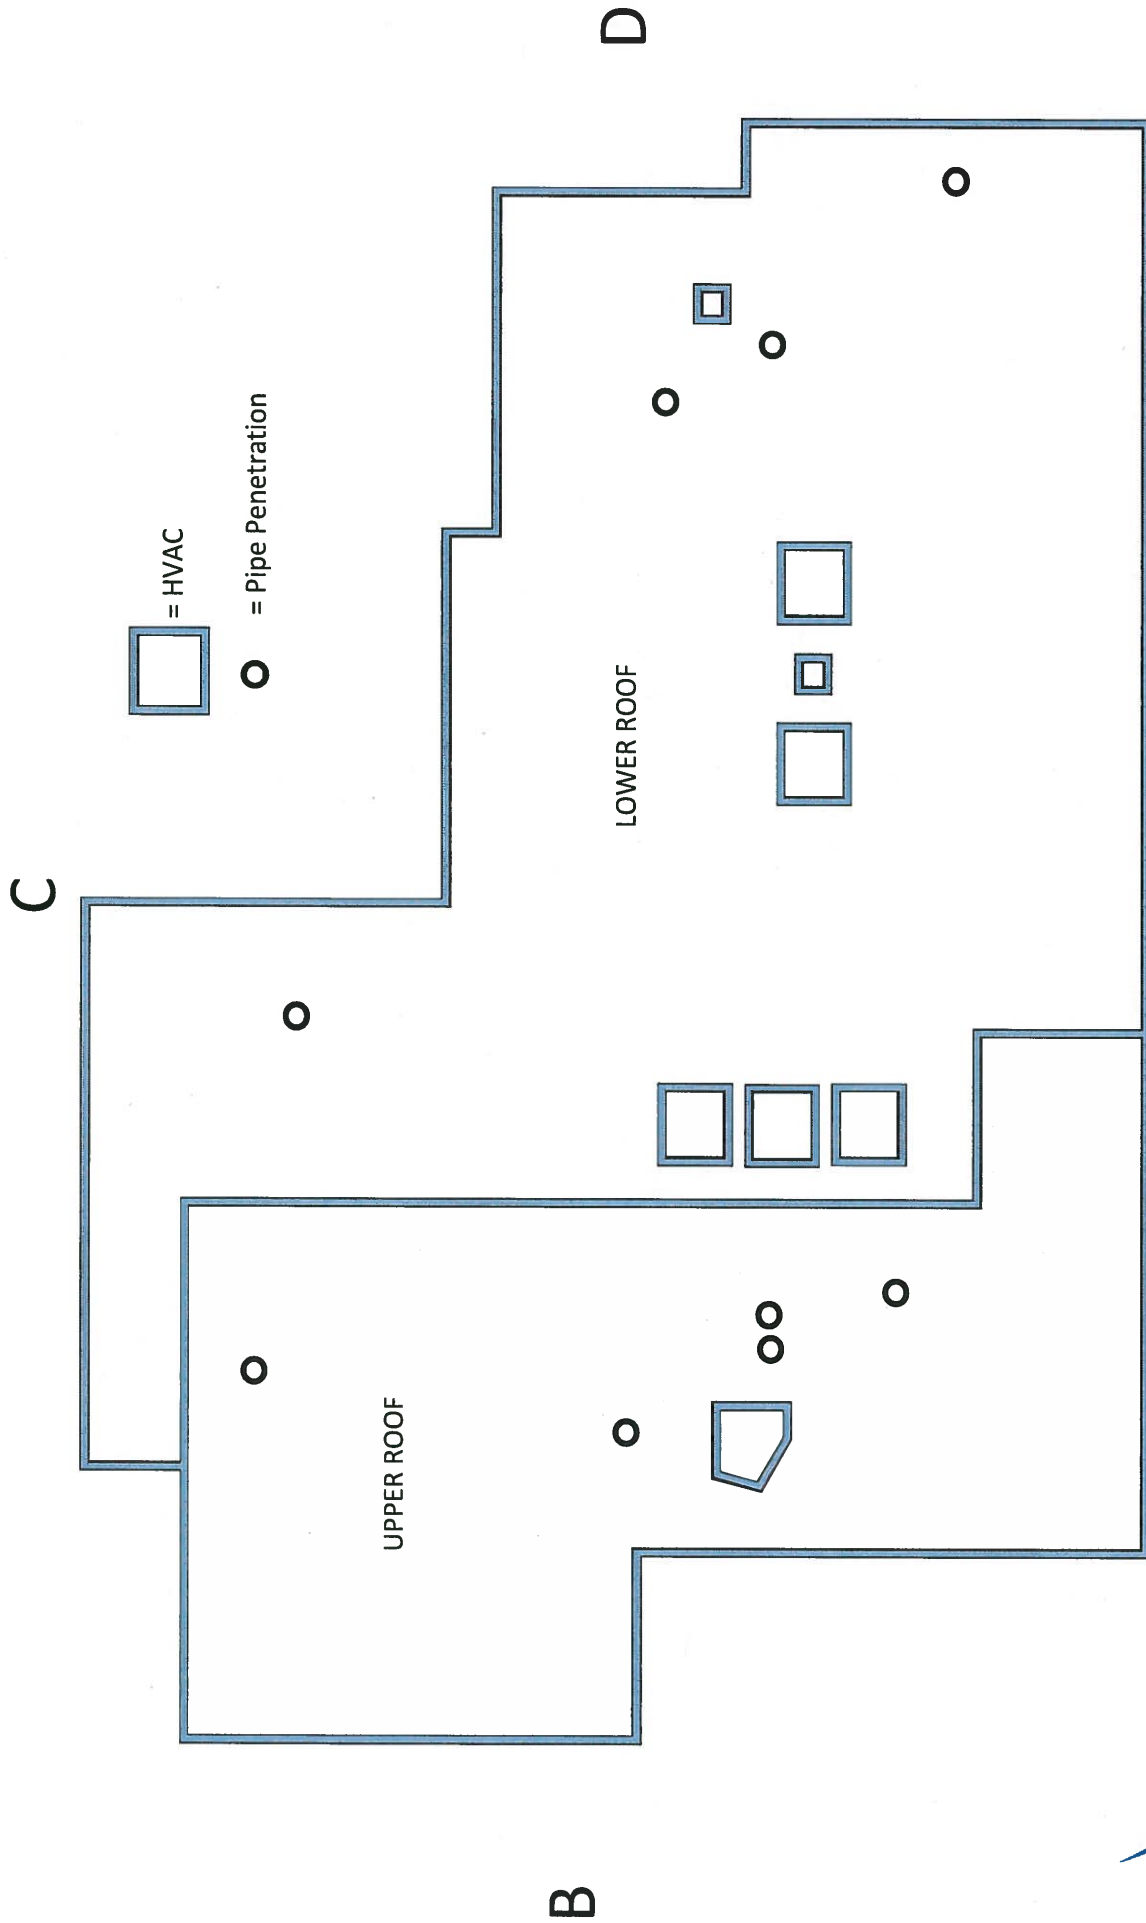 C
= HVAC
= Pipe Penetration
UPPER ROOF
LOWER ROOF
B
D